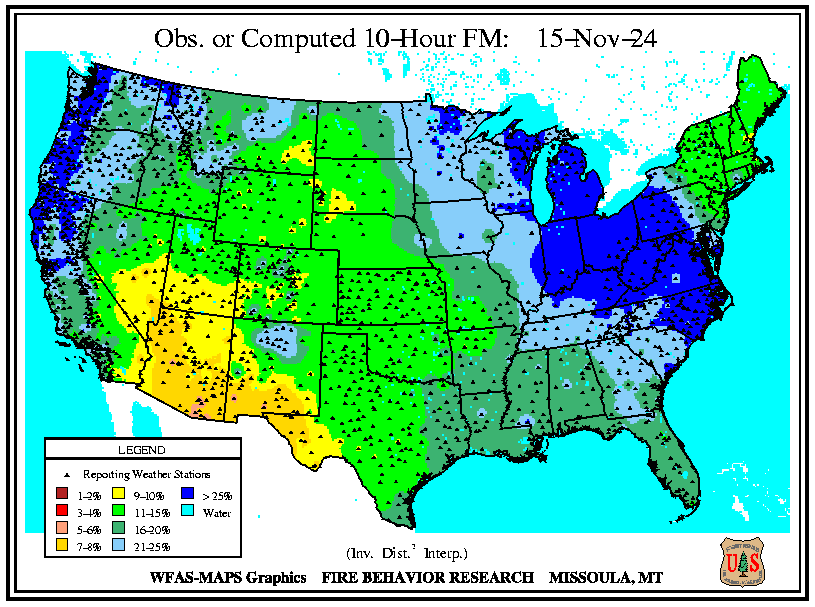 Obs. or Computed 10-Hour FM: 15-Nov-24
LEGEND
Reporting Weather Stations
1-2% 9-10% > 25%
3-4% 11-15% Water
5-6% 16-20%
7-8% 21-25%
(Inv. Dist.² Interp.)
WFAS-MAPS Graphics FIRE BEHAVIOR RESEARCH MISSOULA, MT
U S